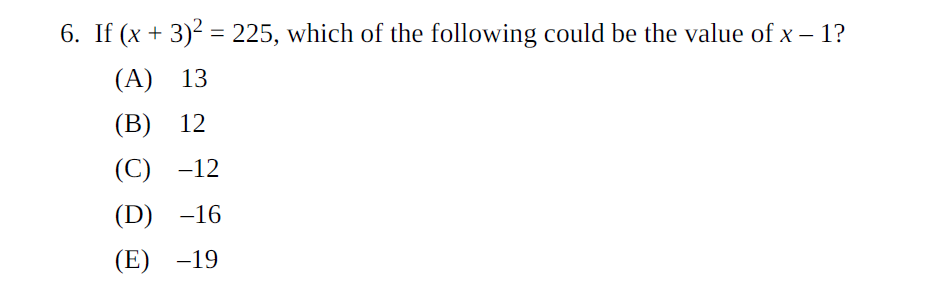 6. If (x + 3)² = 225, which of the following could be the value of x – 1?
(A) 13
(B) 12
(C) –12
(D) –16
(E) –19